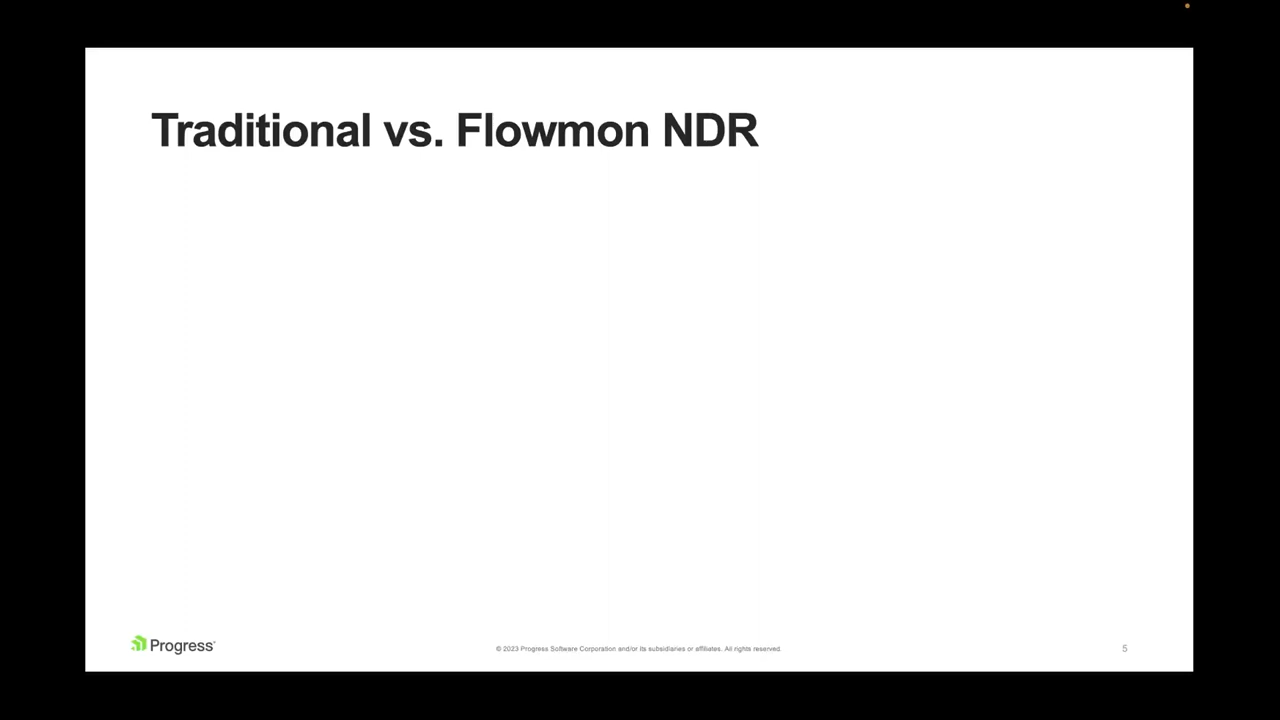 Traditional vs. Flowmon NDR
Progress®
© 2023 Progress Software Corporation and/or its subsidiaries or affiliates. All rights reserved.
5